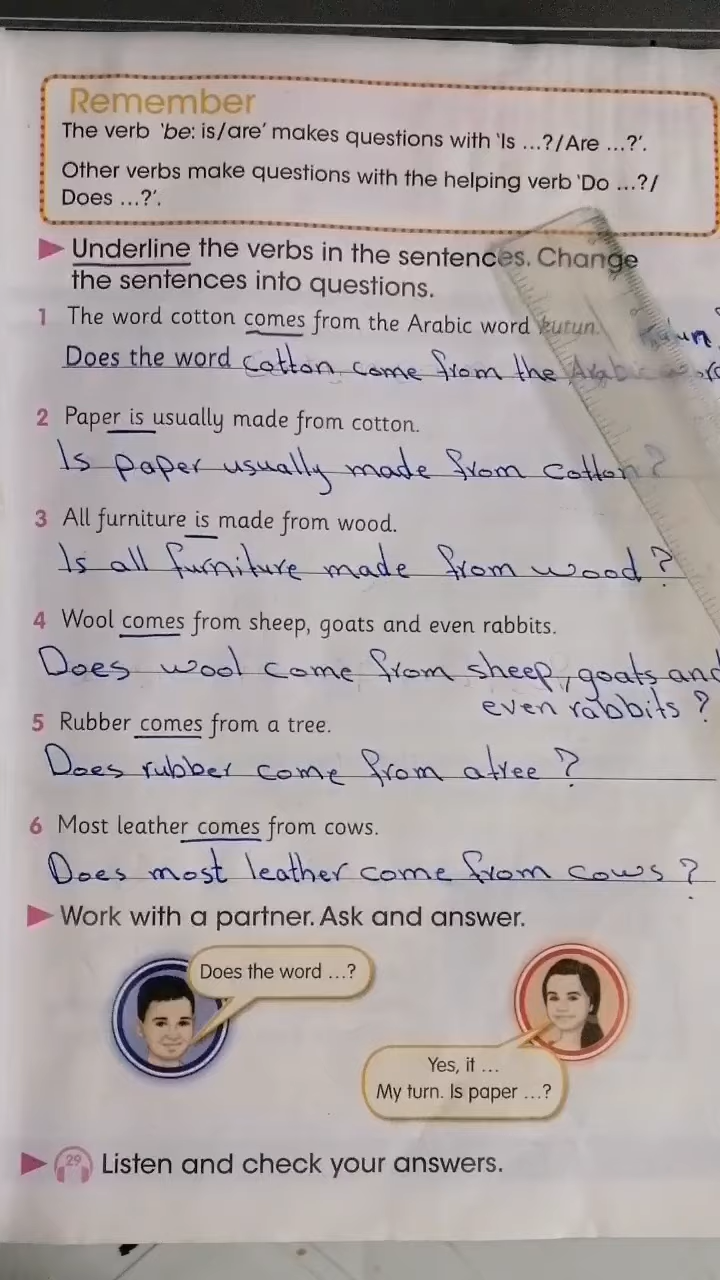 Remember
The verb 'be: is/are' makes questions with 'Is ...?/Are ...?'.
Other verbs make questions with the helping verb 'Do ...?/
Does ...?'.
Underline the verbs in the sentences. Change
the sentences into questions.
1 The word cotton comes from the Arabic word kutun.
Does the word cotton come from the Arabic
2 Paper is usually made from cotton.
Is paper usually made from cotton?
3 All furniture is made from wood.
Is all furniture made from wood?
4 Wool comes from sheep, goats and even rabbits.
Does wool come from sheep, goats and
even rabbits?
5 Rubber comes from a tree.
Does rubber come from atree?
6 Most leather comes from cows.
Does most leather come from cows?
Work with a partner. Ask and answer.
Does the word ...?
Yes, it ...
My turn. Is paper ...?
29 Listen and check your answers.